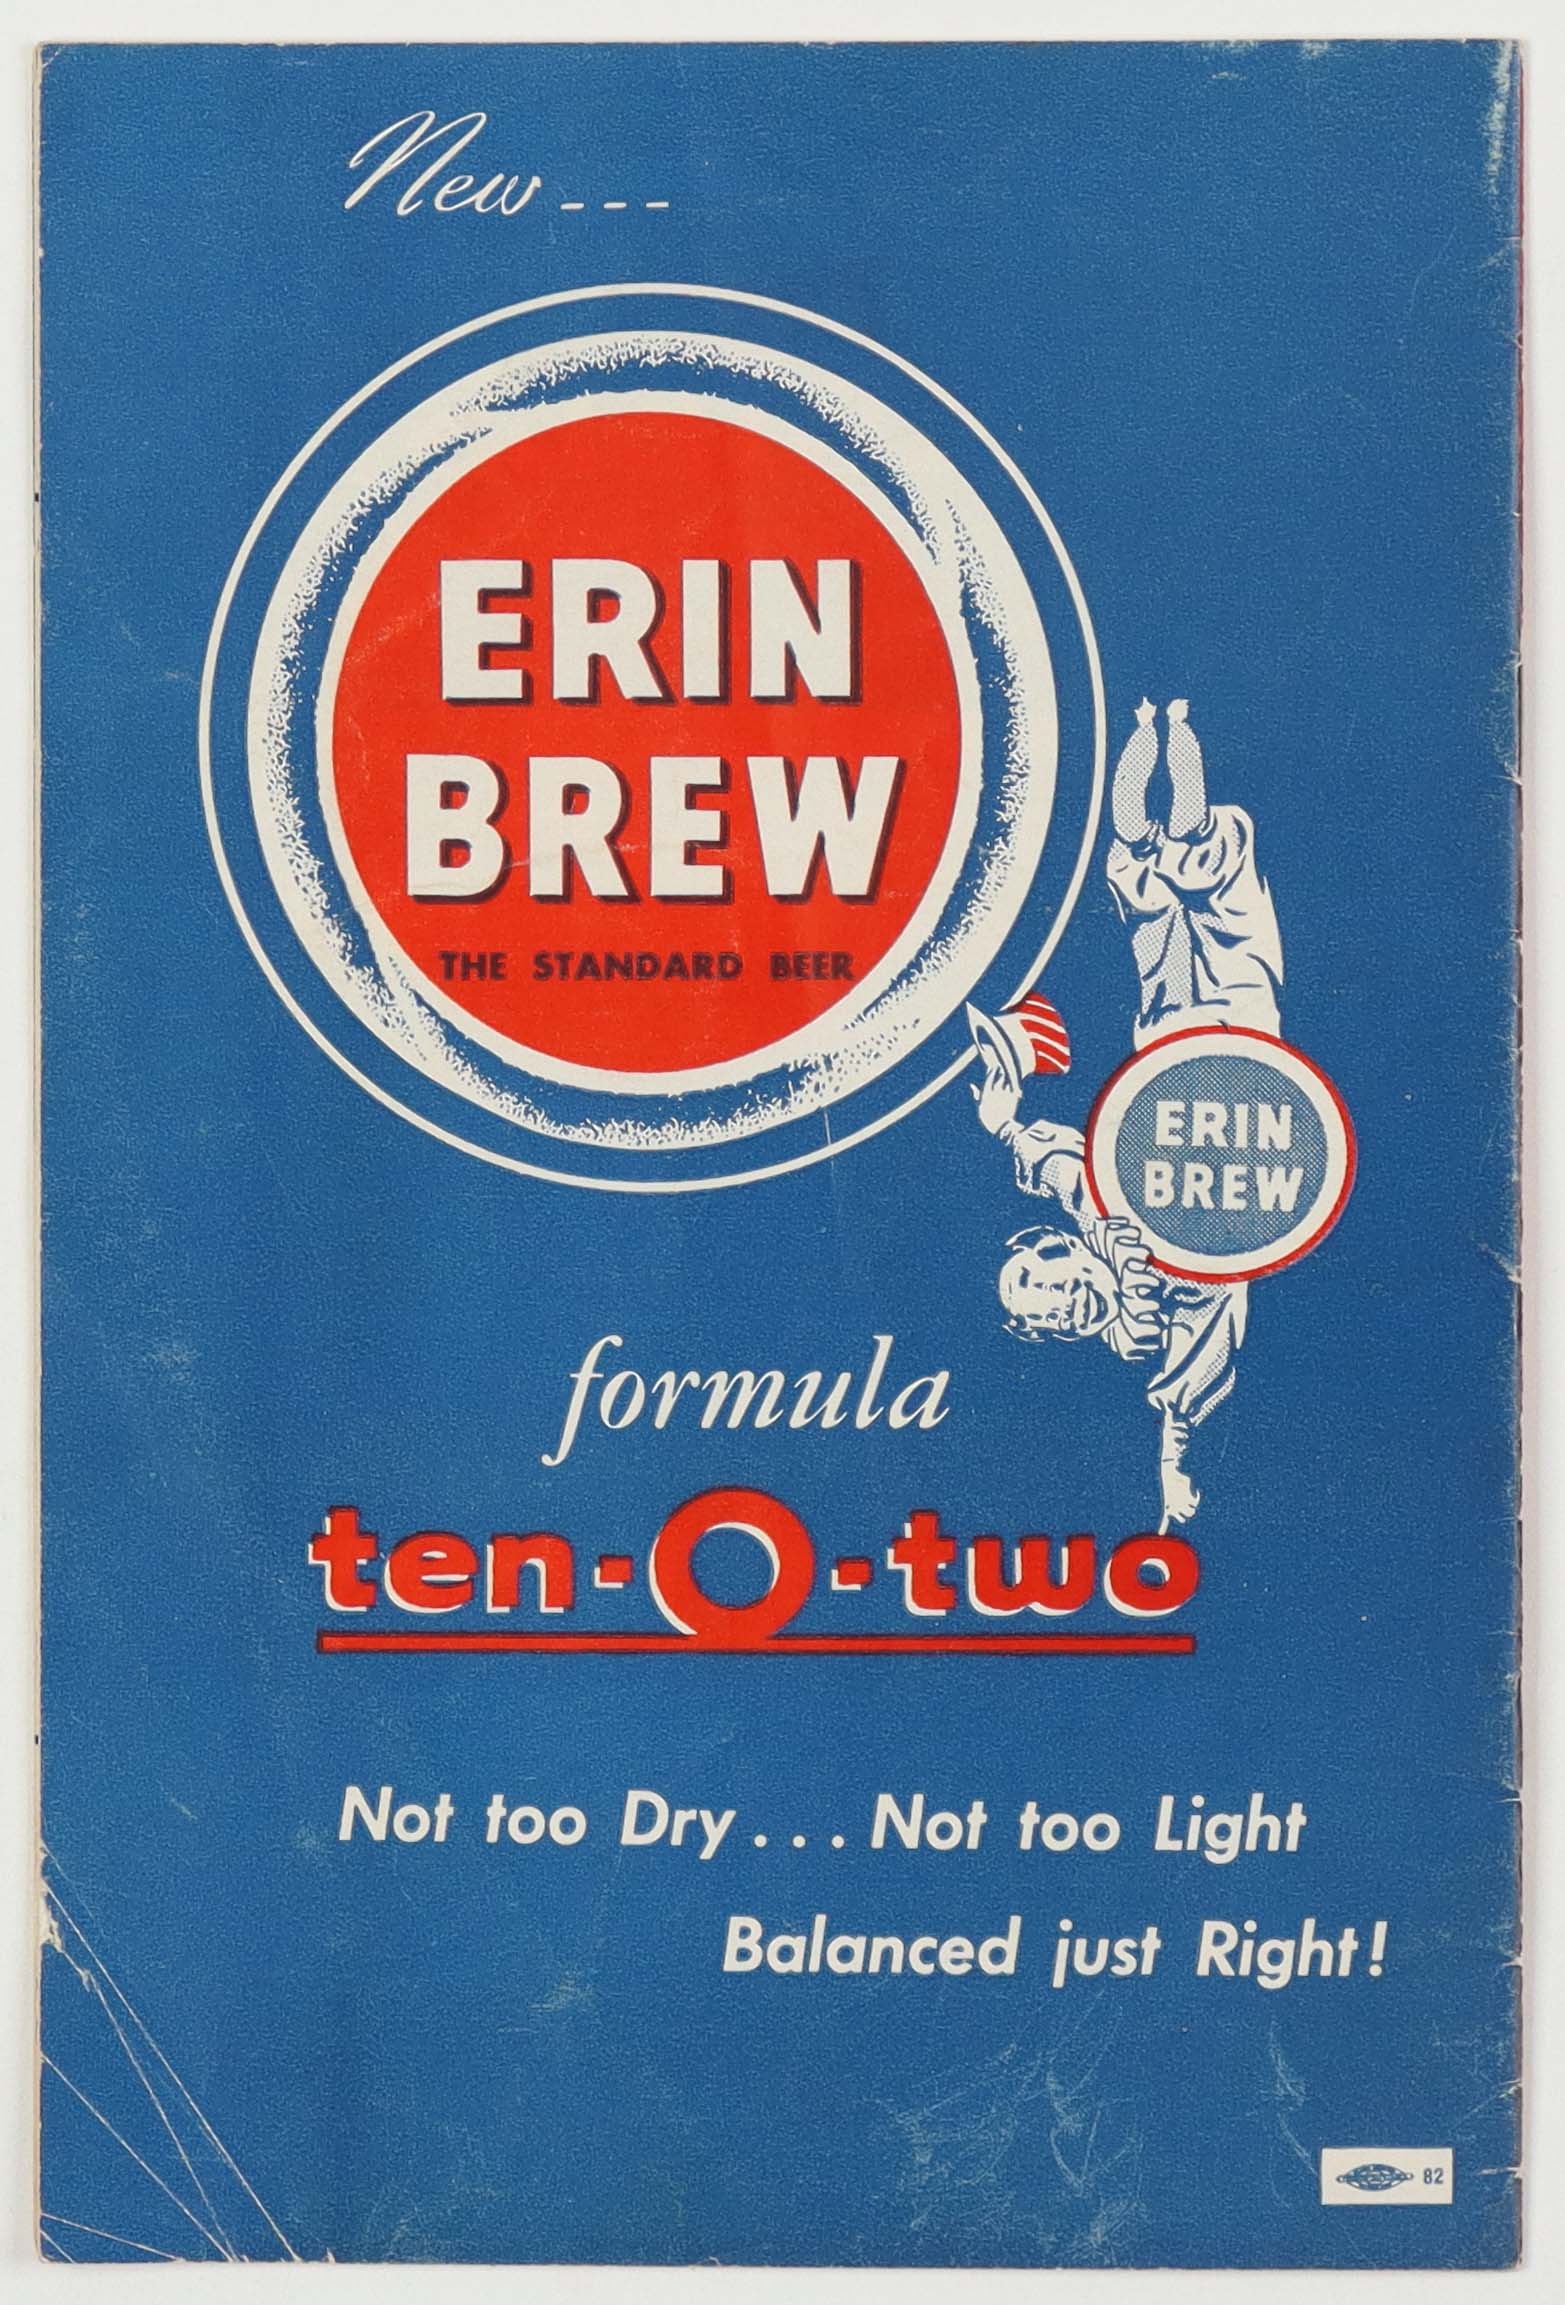 New ---
ERIN
BREW
THE STANDARD BEER
ERIN
BREW
formula
ten-O-two
Not too Dry... Not too Light
Balanced just Right!
82